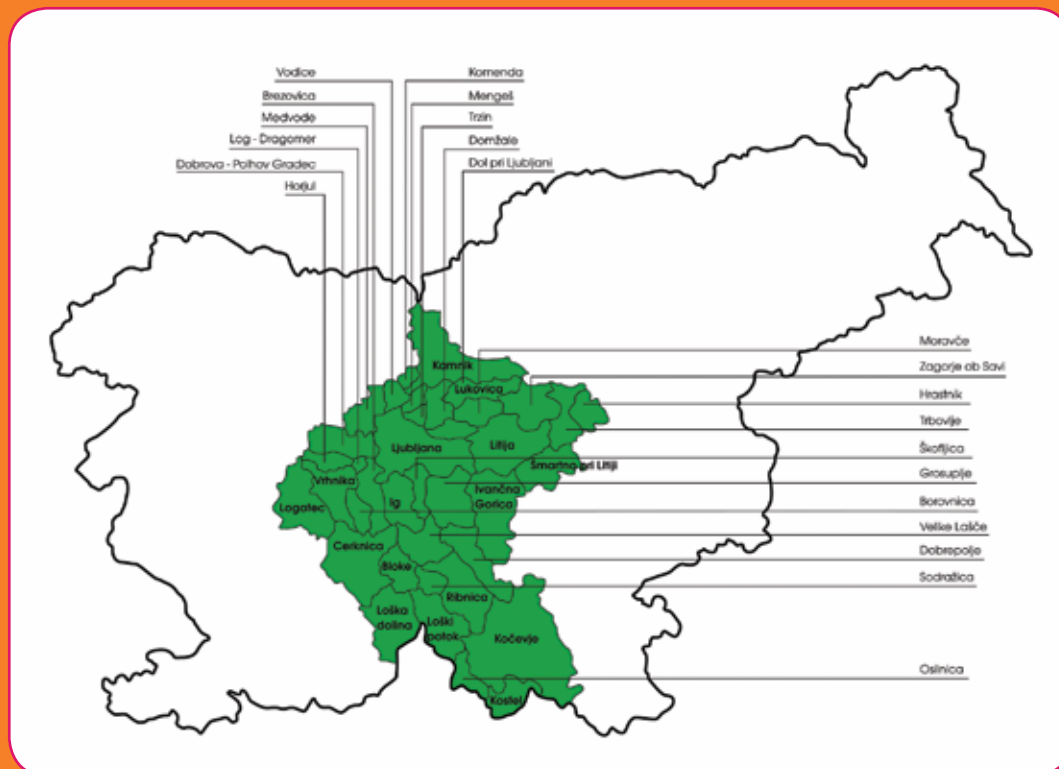 Vodice
Brezovica
Medvode
Log - Dragomer
Dobrova - Polhov Gradec
Horjul
Komenda
Mengeš
Trzin
Domžale
Dol pri Ljubljani
Moravče
Zagorje ob Savi
Hrastnik
Trbovlje
Škofljica
Grosuplje
Borovnica
Velike Lašče
Dobrepolje
Sodražica
Osilnica
Kamnik
Lukovica
Ljubljana
Litija
Šmartno pri Litiji
Vrhnika
Ivančna
Gorica
Logatec
Ig
Cerknica
Bloke
Ribnica
Loška
dolina
Loški
potok
Kočevje
Kostel